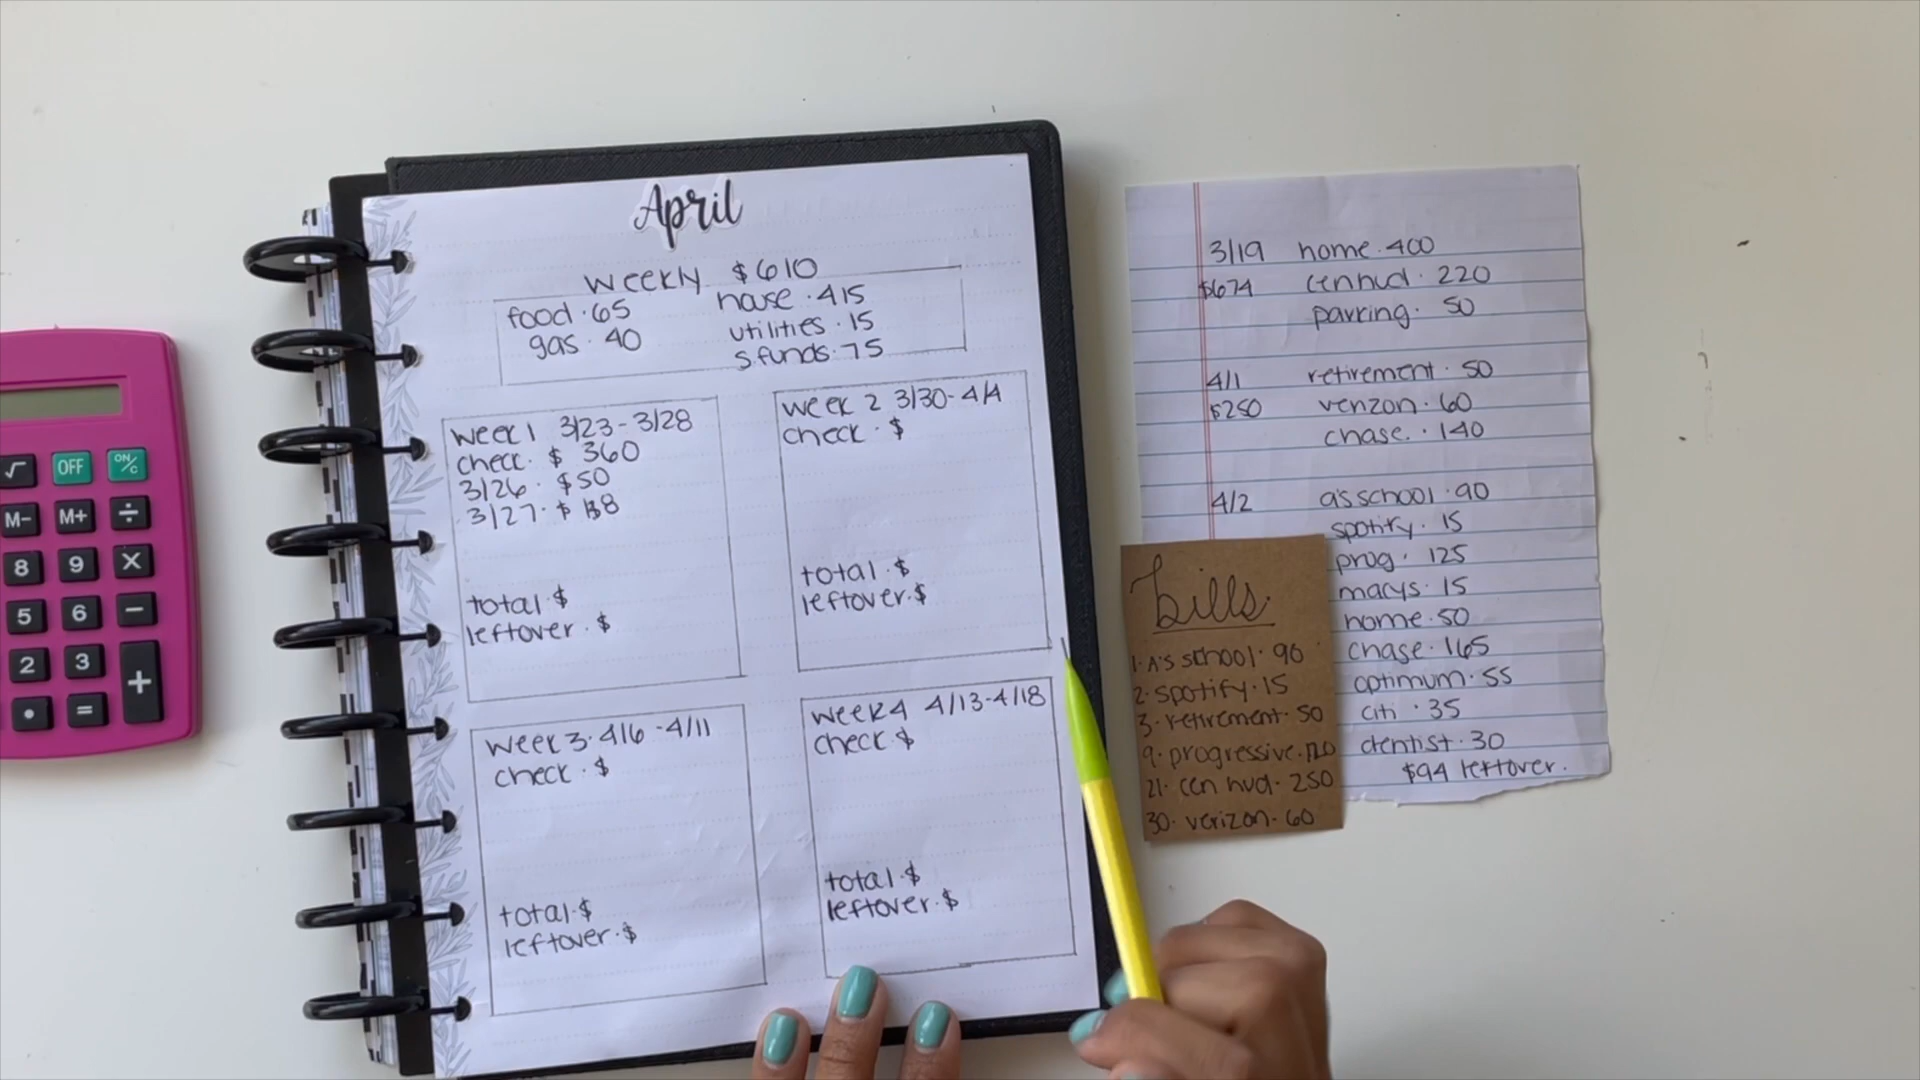 April
weekly $610
food · 65
gas · 40
house · 415
utilities · 15
s.funds · 75
week 1 3/23 - 3/28
check · $ 360
3/26 · $50
3/27 · $
total · $
leftover · $
week 2 3/30 - 4/4
check · $
total · $
leftover · $
week 3 · 4/6 - 4/11
check · $
total · $
leftover · $
week 4 4/13 - 4/18
check · $
total · $
leftover · $
3/19 home · 400
$674 cenhud · 220
parking · 50
4/1 retirement · 50
$250 verizon · 60
chase · 140
4/2 a's school · 90
spotify · 15
prog · 125
macys · 15
home · 50
chase · 165
optimum · 55
citi · 35
dentist · 30
$94 leftover.
bills.
1 · A's school · 90
2 · spotify · 15
3 · retirement · 50
9 · progressive ·
21 · cen hud · 250
30 · verizon · 60
√
OFF
ON/C
M-
M+
÷
8
9
×
5
6
-
2
3
+
·
=